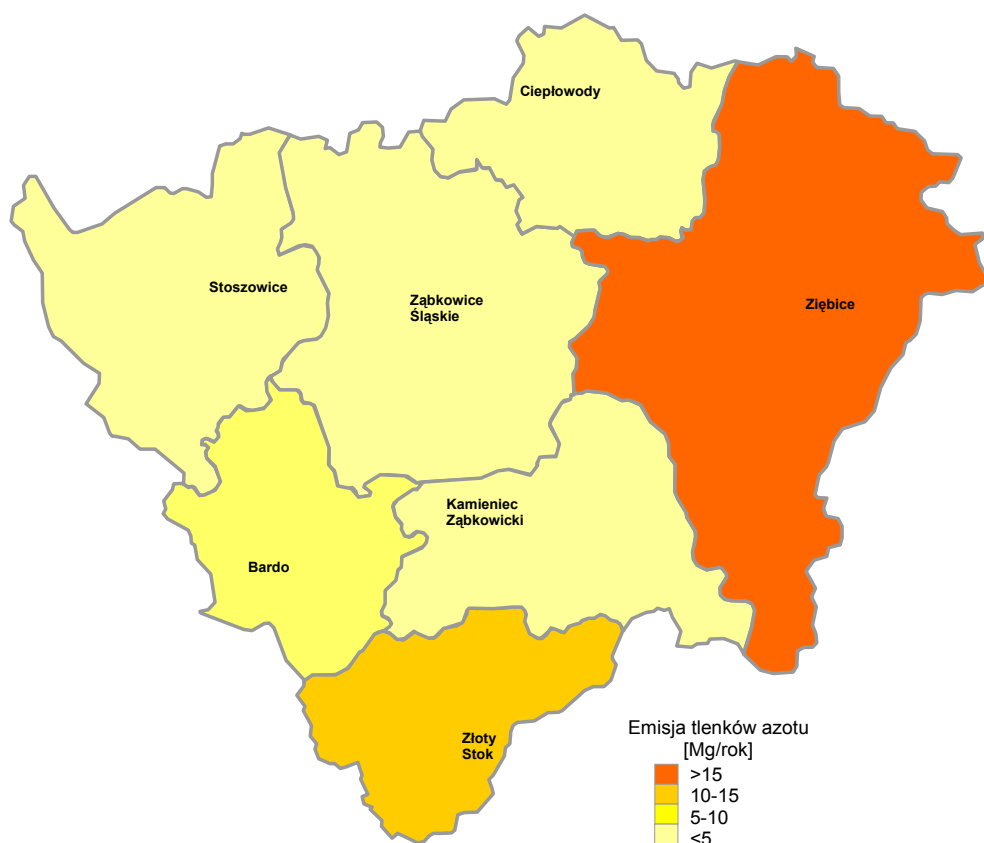 Ciepłowody
Stoszowice
Ząbkowice
Śląskie
Ziębice
Kamieniec
Ząbkowicki
Bardo
Złoty
Stok
Emisja tlenków azotu
[Mg/rok]
>15
10-15
5-10
<5